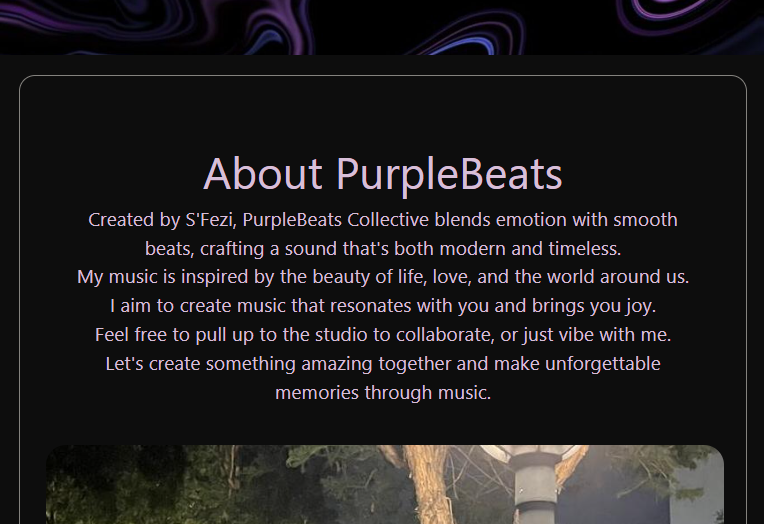 About PurpleBeats
Created by S'Fezi, PurpleBeats Collective blends emotion with smooth
beats, crafting a sound that's both modern and timeless.
My music is inspired by the beauty of life, love, and the world around us.
I aim to create music that resonates with you and brings you joy.
Feel free to pull up to the studio to collaborate, or just vibe with me.
Let's create something amazing together and make unforgettable
memories through music.